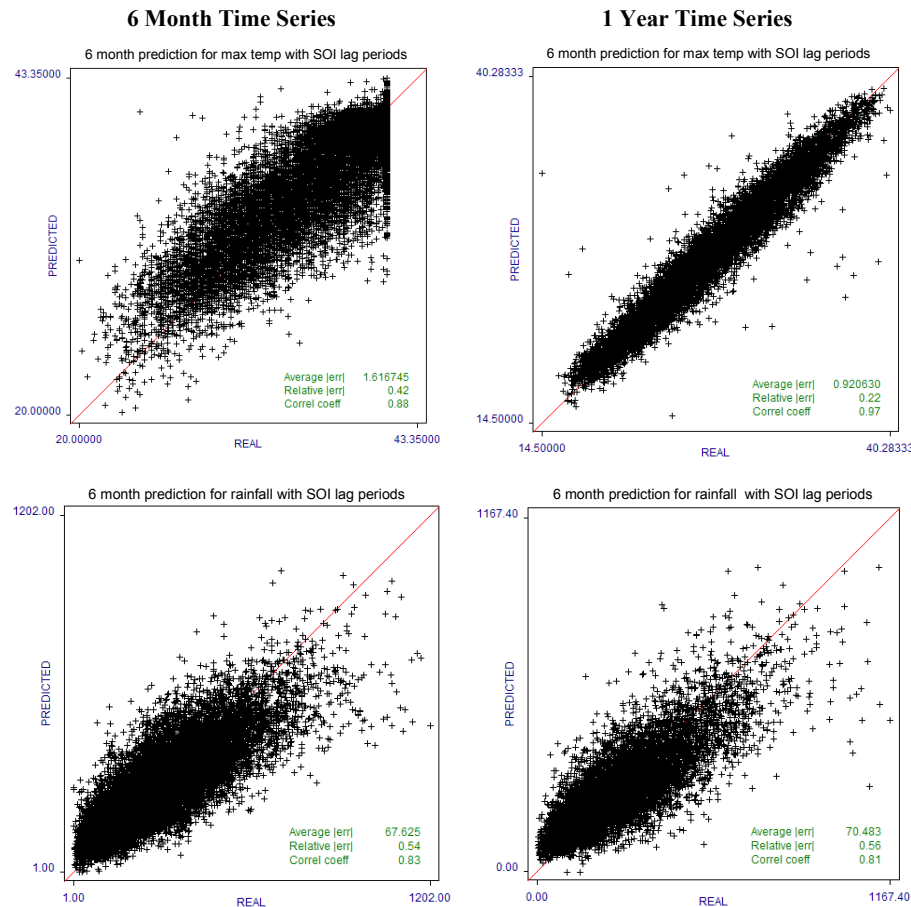 6 Month Time Series
1 Year Time Series
6 month prediction for max temp with SOI lag periods
43.35000
PREDICTED
20.00000
Average |err| 1.616745
Relative |err| 0.42
Correl coeff 0.88
20.00000
REAL
43.35000
6 month prediction for max temp with SOI lag periods
40.28333
PREDICTED
14.50000
Average |err| 0.920630
Relative |err| 0.22
Correl coeff 0.97
14.50000
REAL
40.28333
6 month prediction for rainfall with SOI lag periods
1202.00
PREDICTED
1.00
Average |err| 67.625
Relative |err| 0.54
Correl coeff 0.83
1.00
REAL
1202.00
6 month prediction for rainfall with SOI lag periods
1167.40
PREDICTED
0.00
Average |err| 70.483
Relative |err| 0.56
Correl coeff 0.81
0.00
REAL
1167.40